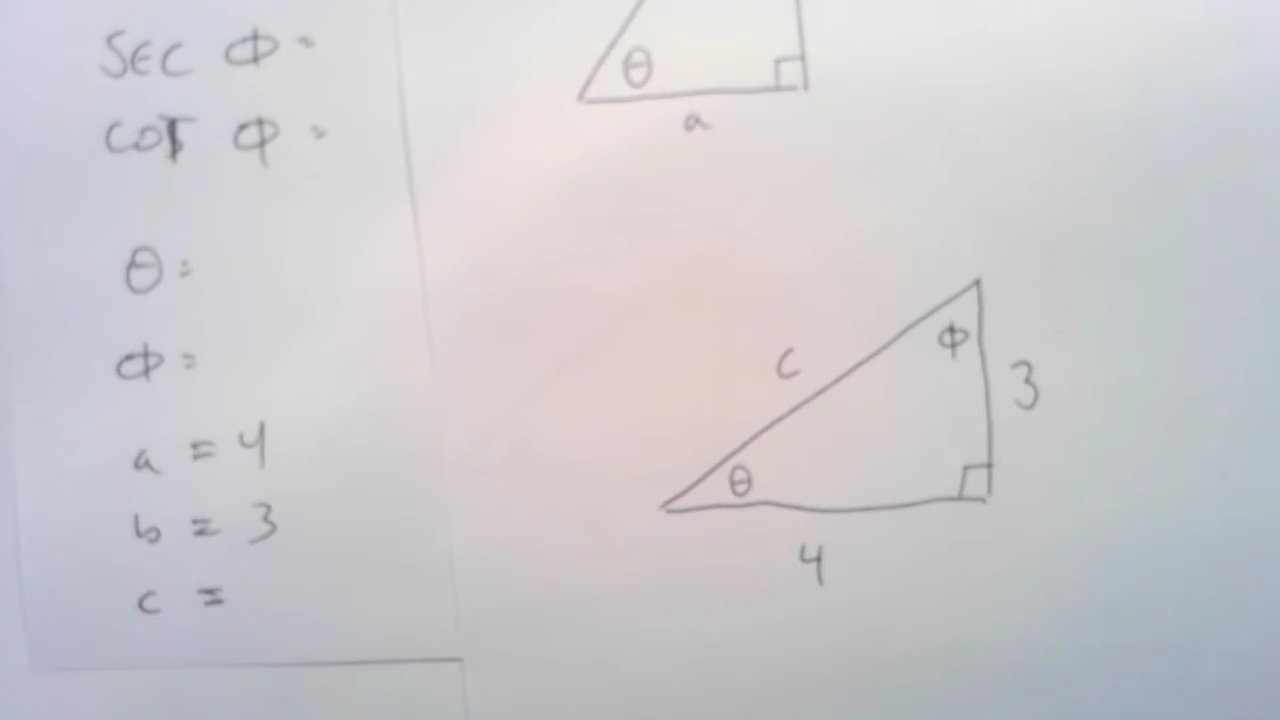 SEC Φ =
COT Φ =
θ =
Φ =
a = 4
b = 3
c =
θ
a
c
Φ
3
θ
4